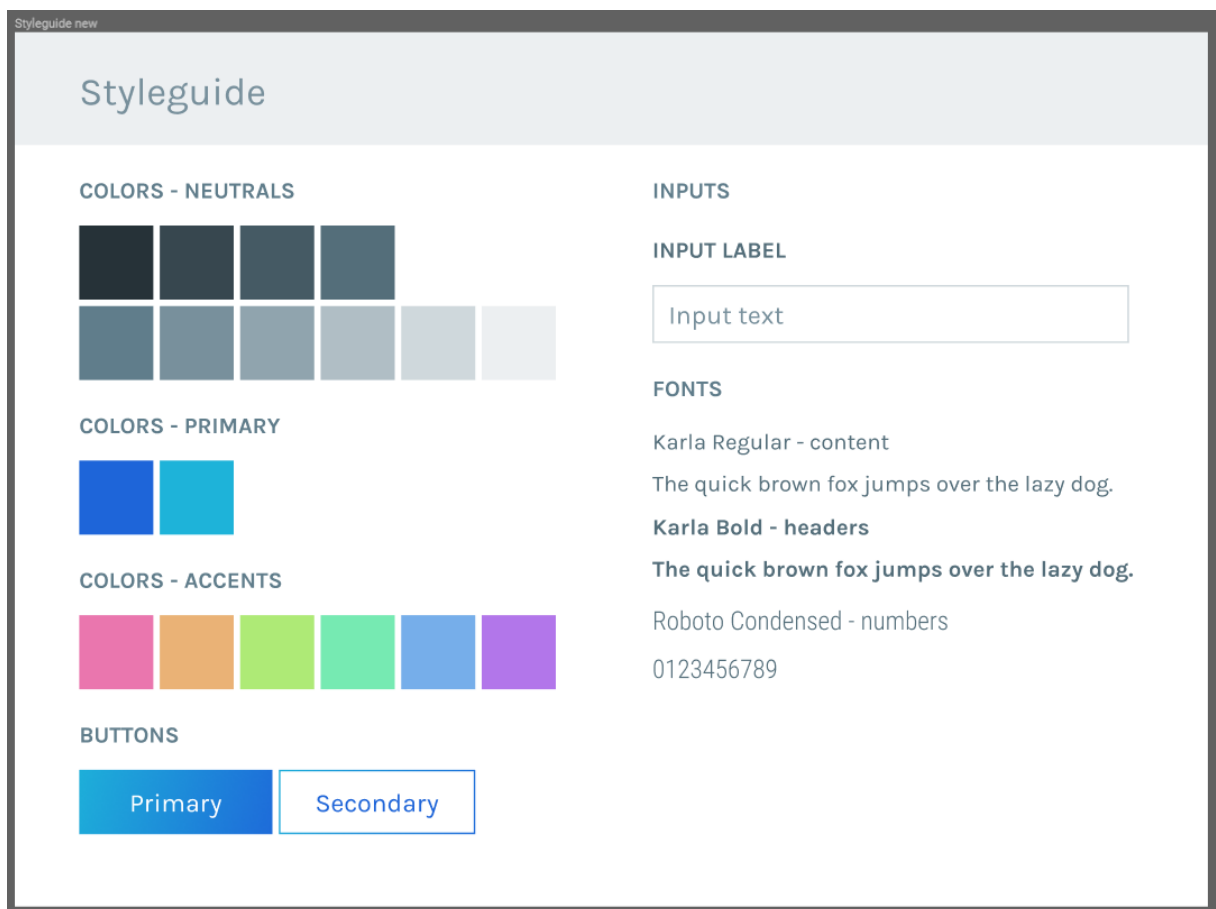 Styleguide new
Styleguide
COLORS - NEUTRALS
COLORS - PRIMARY
COLORS - ACCENTS
BUTTONS
Primary
Secondary
INPUTS
INPUT LABEL
Input text
FONTS
Karla Regular - content
The quick brown fox jumps over the lazy dog.
Karla Bold - headers
The quick brown fox jumps over the lazy dog.
Roboto Condensed - numbers
0123456789